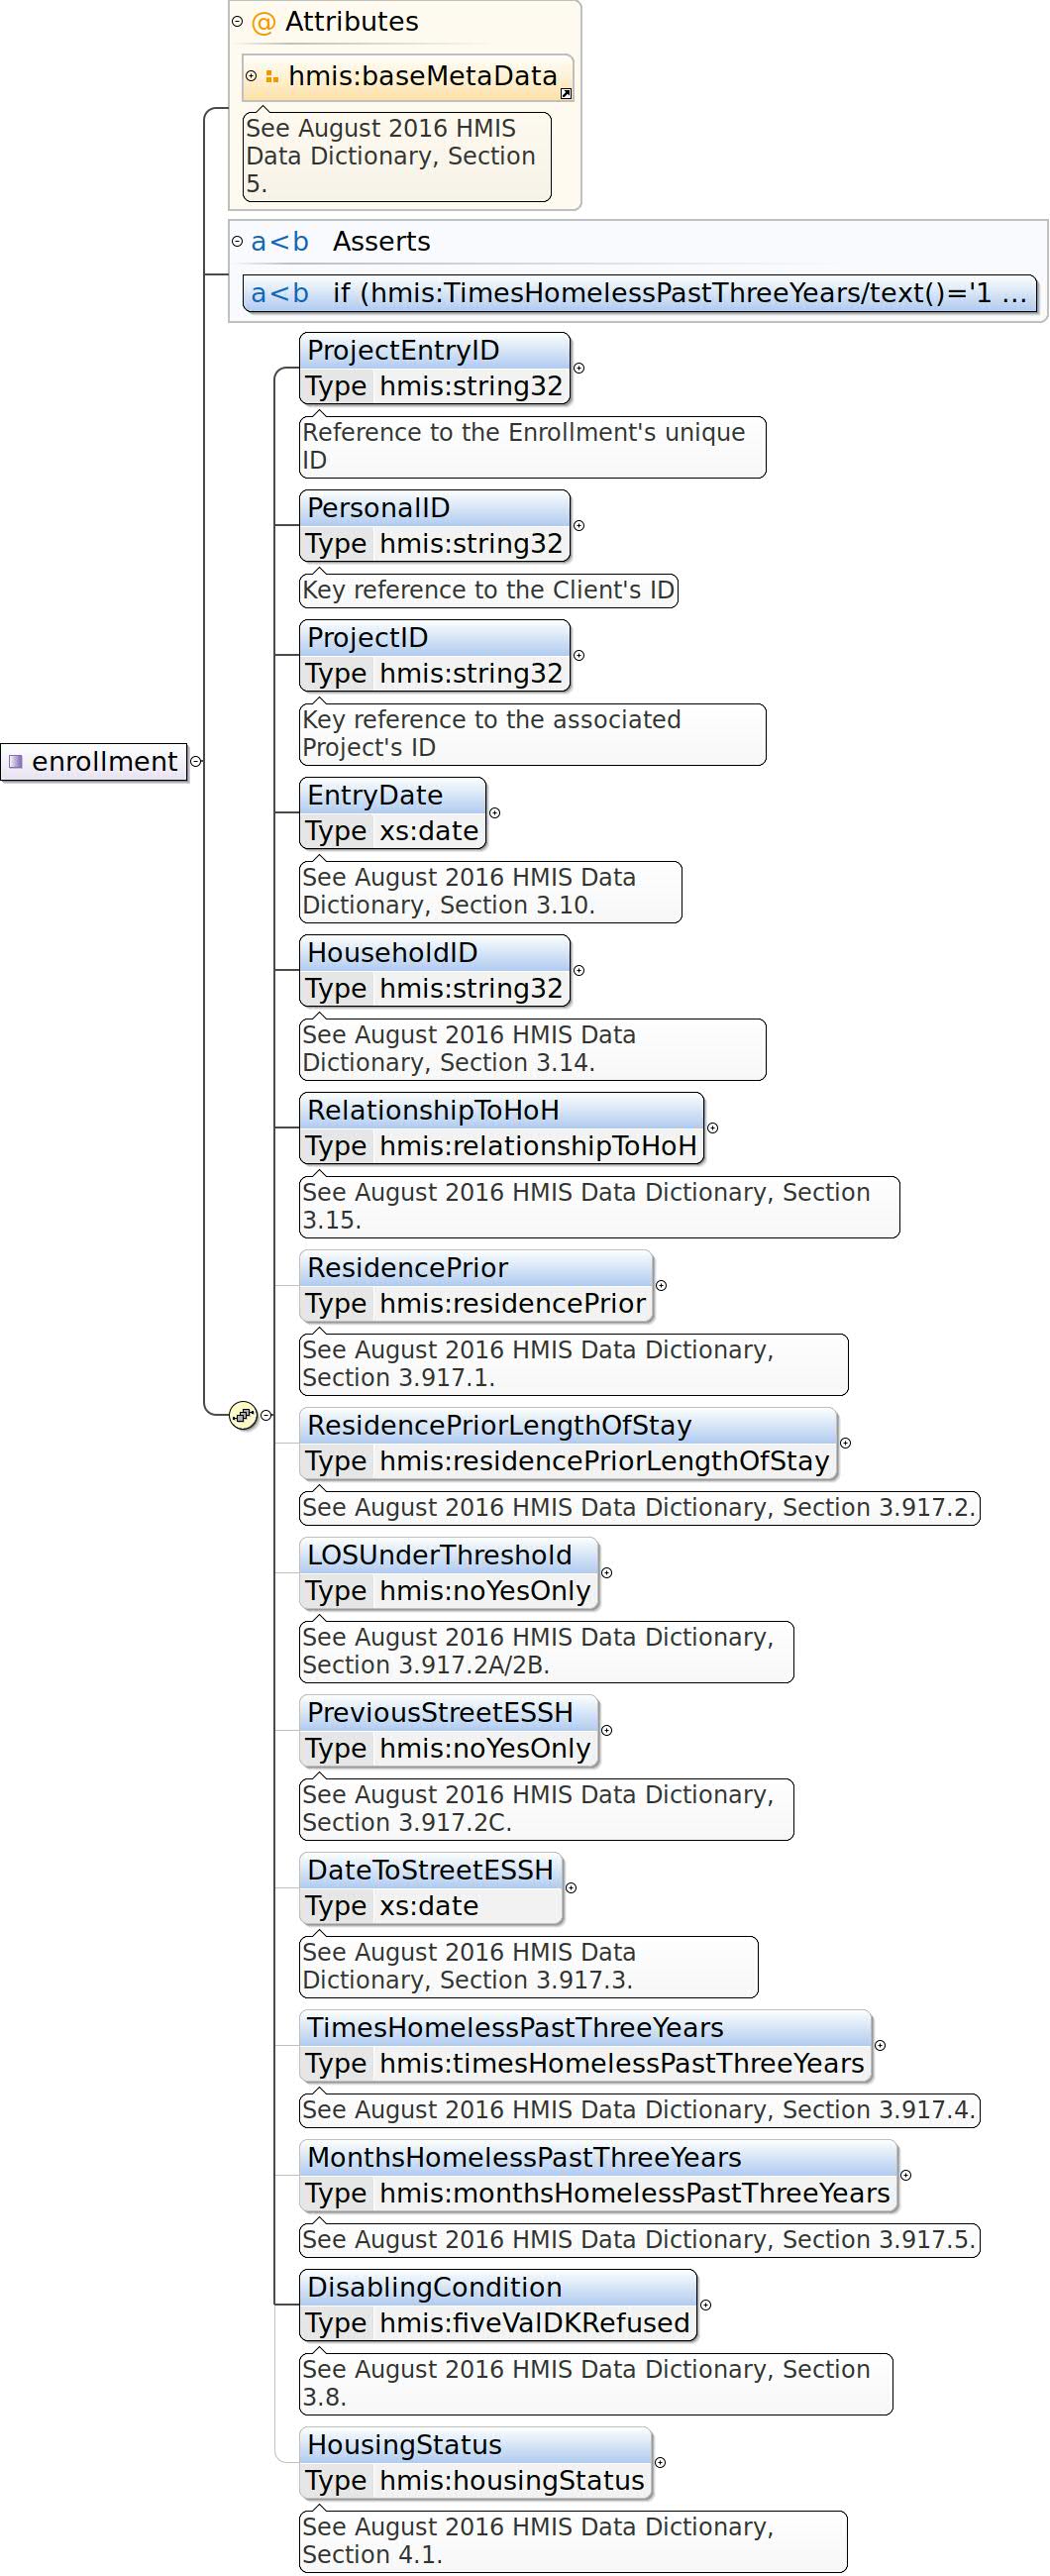 @ Attributes
hmis:baseMetaData
See August 2016 HMIS
Data Dictionary, Section
5.
a<b Asserts
a<b if (hmis:TimesHomelessPastThreeYears/text()='1 ...
ProjectEntryID
Type hmis:string32
Reference to the Enrollment's unique
ID
PersonalID
Type hmis:string32
Key reference to the Client's ID
ProjectID
Type hmis:string32
Key reference to the associated
Project's ID
enrollment
EntryDate
Type xs:date
See August 2016 HMIS Data
Dictionary, Section 3.10.
HouseholdID
Type hmis:string32
See August 2016 HMIS Data
Dictionary, Section 3.14.
RelationshipToHoH
Type hmis:relationshipToHoH
See August 2016 HMIS Data Dictionary, Section
3.15.
ResidencePrior
Type hmis:residencePrior
See August 2016 HMIS Data Dictionary,
Section 3.917.1.
ResidencePriorLengthOfStay
Type hmis:residencePriorLengthOfStay
See August 2016 HMIS Data Dictionary, Section 3.917.2.
LOSUnderThreshold
Type hmis:noYesOnly
See August 2016 HMIS Data Dictionary,
Section 3.917.2A/2B.
PreviousStreetESSH
Type hmis:noYesOnly
See August 2016 HMIS Data Dictionary,
Section 3.917.2C.
DateToStreetESSH
Type xs:date
See August 2016 HMIS Data
Dictionary, Section 3.917.3.
TimesHomelessPastThreeYears
Type hmis:timesHomelessPastThreeYears
See August 2016 HMIS Data Dictionary, Section 3.917.4.
MonthsHomelessPastThreeYears
Type hmis:monthsHomelessPastThreeYears
See August 2016 HMIS Data Dictionary, Section 3.917.5.
DisablingCondition
Type hmis:fiveValDKRefused
See August 2016 HMIS Data Dictionary, Section
3.8.
HousingStatus
Type hmis:housingStatus
See August 2016 HMIS Data Dictionary,
Section 4.1.